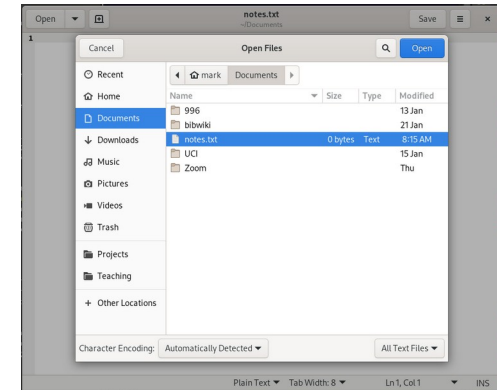 Open
notes.txt
~/Documents
Save
1
Cancel
Open Files
Open
Recent
Home
Documents
Downloads
Music
Pictures
Videos
Trash
Projects
Teaching
+ Other Locations
mark Documents
Name Size Type Modified
996 13 Jan
bibwiki 21 Jan
notes.txt 0 bytes Text 8:15 AM
UCI 15 Jan
Zoom Thu
Character Encoding: Automatically Detected
All Text Files
Plain Text Tab Width: 8 Ln 1, Col 1 INS